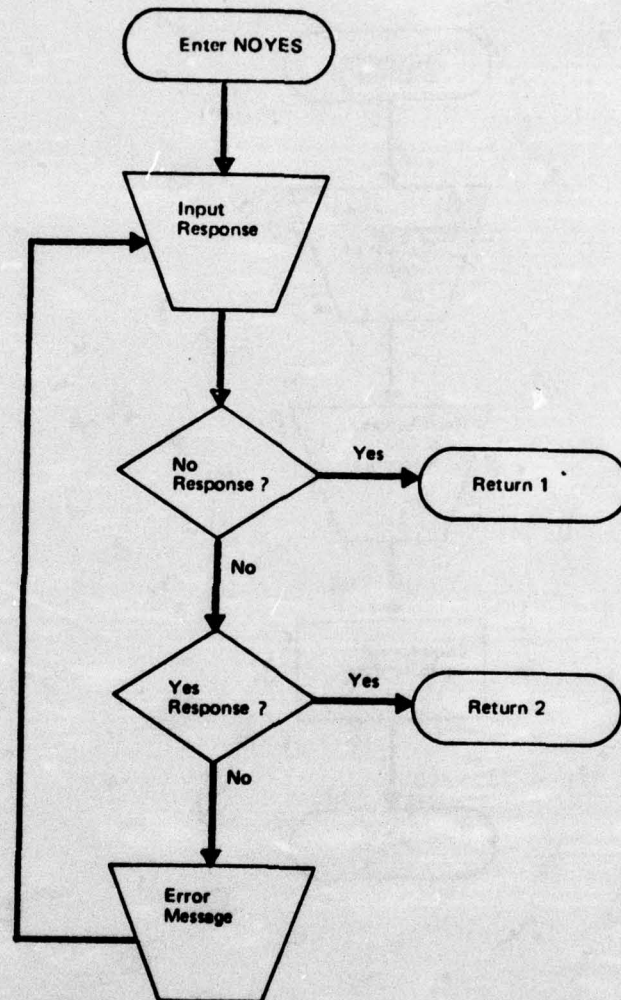 Enter NOYES
Input
Response
No
Response ?
Yes
Return 1
No
Yes
Response ?
Yes
Return 2
No
Error
Message